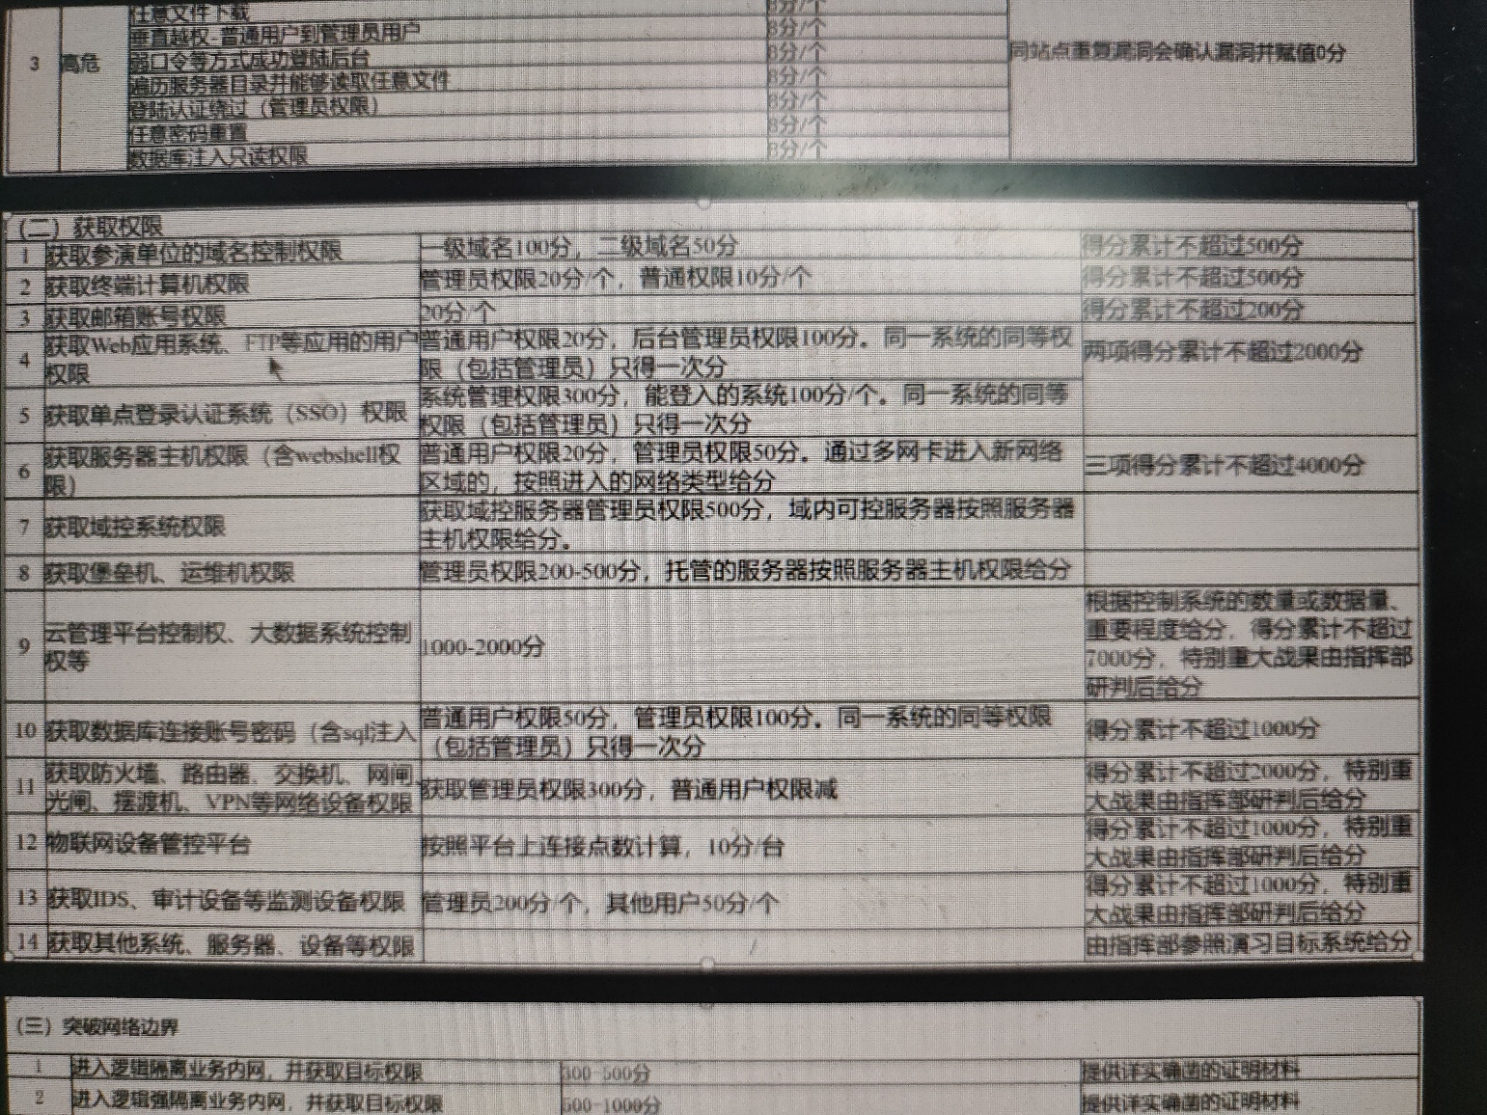 任意文件下载 8分/个
垂直越权-普通用户到管理员用户 8分/个
3 高危 弱口令等方式成功登陆后台 8分/个 同站点重复漏洞会确认漏洞并赋值0分
遍历服务器目录并能够读取任意文件 8分/个
登陆认证绕过（管理员权限） 8分/个
任意密码重置 8分/个
数据库注入只读权限 8分/个
（二）获取权限
1 获取参演单位的域名控制权限 一级域名100分，二级域名50分 得分累计不超过500分
2 获取终端计算机权限 管理员权限20分/个，普通权限10分/个 得分累计不超过500分
3 获取邮箱账号权限 20分/个 得分累计不超过200分
4 获取Web应用系统、FTP等应用的用户
权限
普通用户权限20分，后台管理员权限100分。同一系统的同等权
限（包括管理员）只得一次分
两项得分累计不超过2000分
5 获取单点登录认证系统（SSO）权限
系统管理权限300分，能登入的系统100分/个。同一系统的同等
权限（包括管理员）只得一次分
6 获取服务器主机权限（含webshell权
限）
普通用户权限20分，管理员权限50分。通过多网卡进入新网络
区域的，按照进入的网络类型给分
三项得分累计不超过4000分
7 获取域控系统权限
获取域控服务器管理员权限500分，域内可控服务器按照服务器
主机权限给分。
8 获取堡垒机、运维机权限 管理员权限200-500分，托管的服务器按照服务器主机权限给分
9 云管理平台控制权、大数据系统控制
权等
1000-2000分
根据控制系统的数量或数据量、
重要程度给分，得分累计不超过
7000分，特别重大战果由指挥部
研判后给分
10 获取数据库连接账号密码（含sql注入
普通用户权限50分，管理员权限100分。同一系统的同等权限
（包括管理员）只得一次分
得分累计不超过1000分
11 获取防火墙、路由器、交换机、网闸
光闸、摆渡机、VPN等网络设备权限
获取管理员权限300分，普通用户权限减
得分累计不超过2000分，特别重
大战果由指挥部研判后给分
12 物联网设备管控平台 按照平台上连接点数计算，10分/台
得分累计不超过1000分，特别重
大战果由指挥部研判后给分
13 获取IDS、审计设备等监测设备权限 管理员200分/个，其他用户50分/个
得分累计不超过1000分，特别重
大战果由指挥部研判后给分
14 获取其他系统、服务器、设备等权限 / 由指挥部参照演习目标系统给分
（三）突破网络边界
1 进入逻辑隔离业务内网，并获取目标权限 300-500分 提供详实确凿的证明材料
2 进入逻辑强隔离业务内网，并获取目标权限 500-1000分 提供详实确凿的证明材料